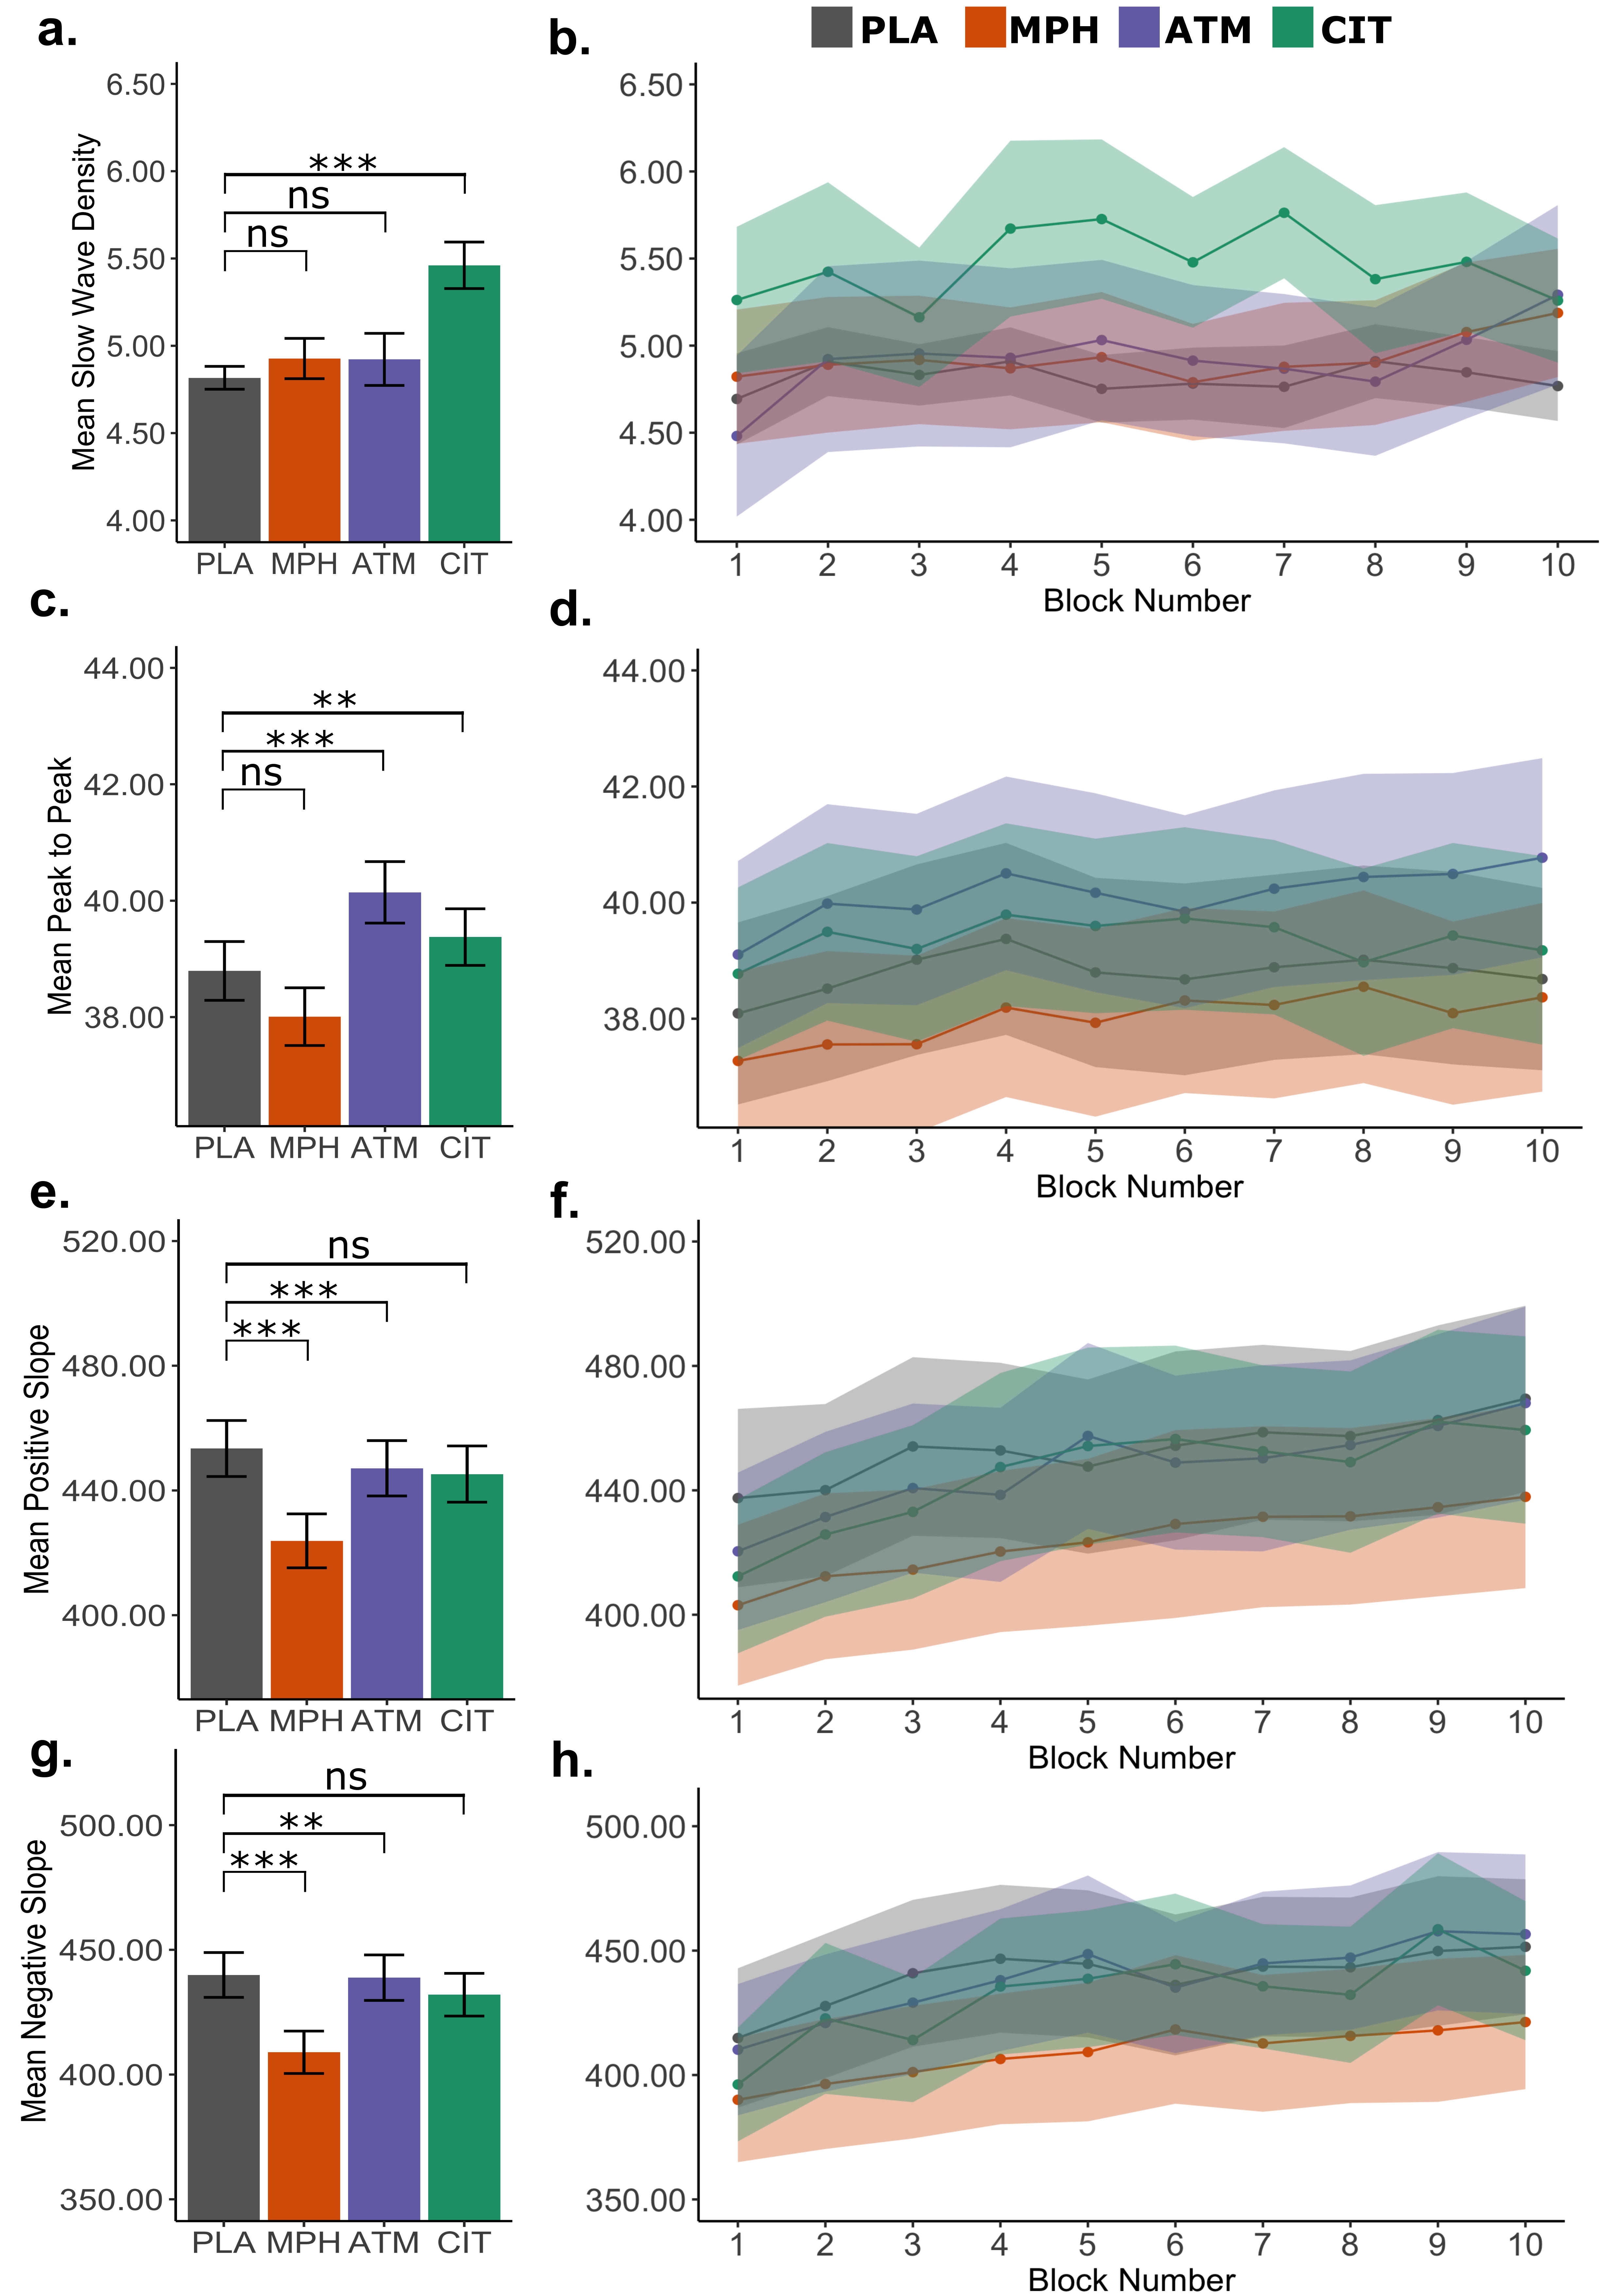 a.
b.
PLA MPH ATM CIT
Mean Slow Wave Density
6.50
6.00
5.50
5.00
4.50
4.00
***
ns
ns
PLA MPH ATM CIT
6.50
6.00
5.50
5.00
4.50
4.00
1 2 3 4 5 6 7 8 9 10
Block Number
c.
d.
Mean Peak to Peak
44.00
42.00
40.00
38.00
**
***
ns
PLA MPH ATM CIT
44.00
42.00
40.00
38.00
1 2 3 4 5 6 7 8 9 10
Block Number
e.
f.
Mean Positive Slope
520.00
480.00
440.00
400.00
ns
***
***
PLA MPH ATM CIT
520.00
480.00
440.00
400.00
1 2 3 4 5 6 7 8 9 10
Block Number
g.
h.
Mean Negative Slope
500.00
450.00
400.00
350.00
ns
**
***
PLA MPH ATM CIT
500.00
450.00
400.00
350.00
1 2 3 4 5 6 7 8 9 10
Block Number